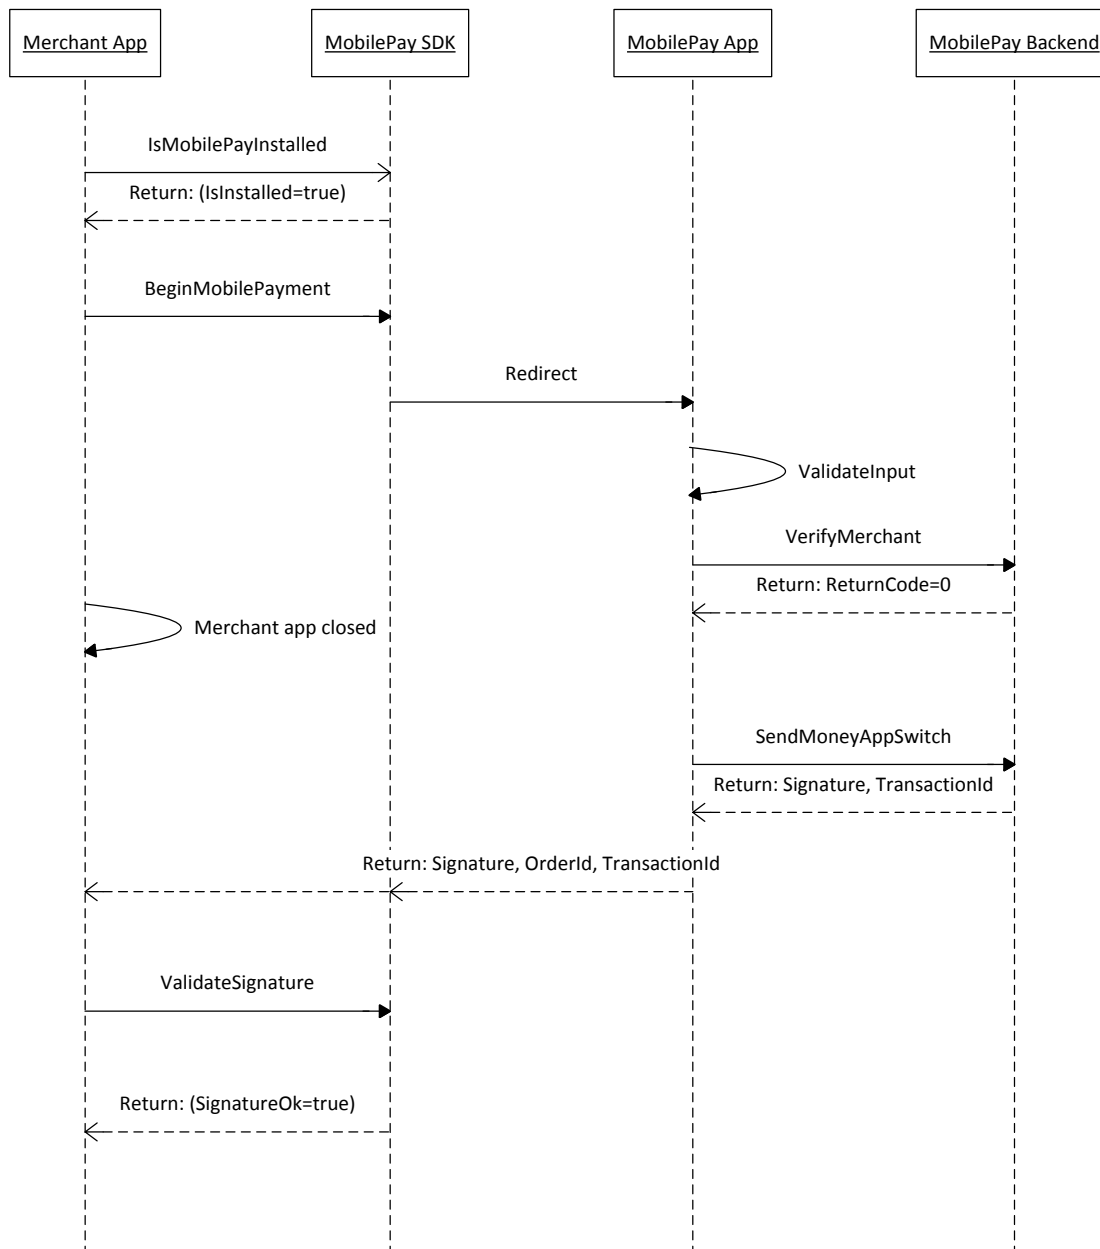 Merchant App
MobilePay SDK
MobilePay App
MobilePay Backend
IsMobilePayInstalled
Return: (IsInstalled=true)
BeginMobilePayment
Redirect
ValidateInput
VerifyMerchant
Return: ReturnCode=0
Merchant app closed
SendMoneyAppSwitch
Return: Signature, TransactionId
Return: Signature, OrderId, TransactionId
ValidateSignature
Return: (SignatureOk=true)